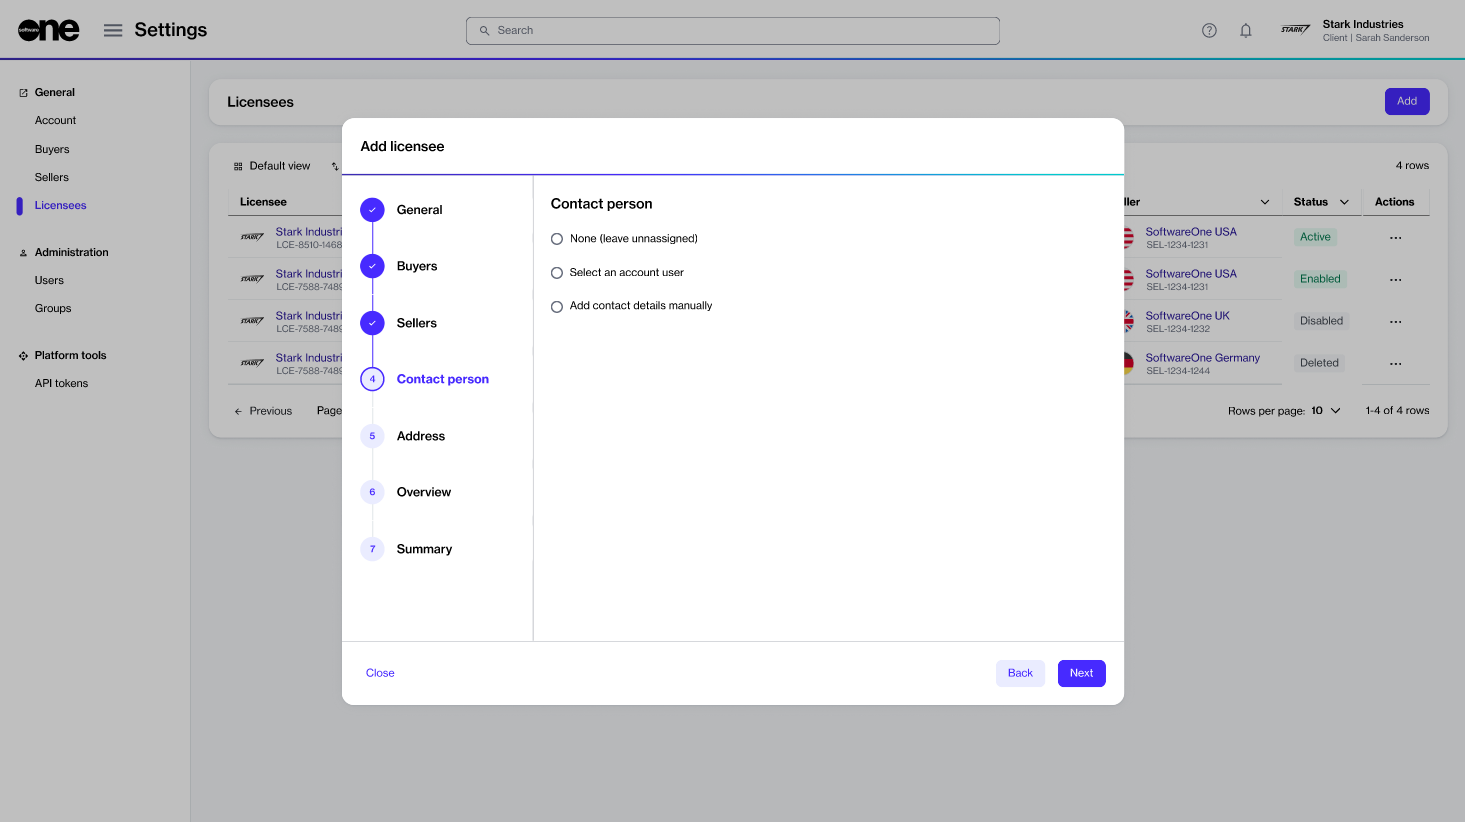 software one
Settings
Search
Stark Industries
Client | Sarah Sanderson
STARK
General
Account
Buyers
Sellers
Licensees
Administration
Users
Groups
Platform tools
API tokens
Licensees
Add
Default view
4 rows
Licensee
ller
Status
Actions
STARK
Stark Industri
LCE-8510-1468
SoftwareOne USA
SEL-1234-1231
Active
STARK
Stark Industri
LCE-7588-7489
SoftwareOne USA
SEL-1234-1231
Enabled
STARK
Stark Industri
LCE-7588-7489
SoftwareOne UK
SEL-1234-1232
Disabled
STARK
Stark Industri
LCE-7588-7489
SoftwareOne Germany
SEL-1234-1244
Deleted
Previous
Page
Rows per page: 10
1-4 of 4 rows
Add licensee
General
Buyers
Sellers
4 Contact person
5 Address
6 Overview
7 Summary
Contact person
None (leave unnassigned)
Select an account user
Add contact details manually
Close
Back
Next